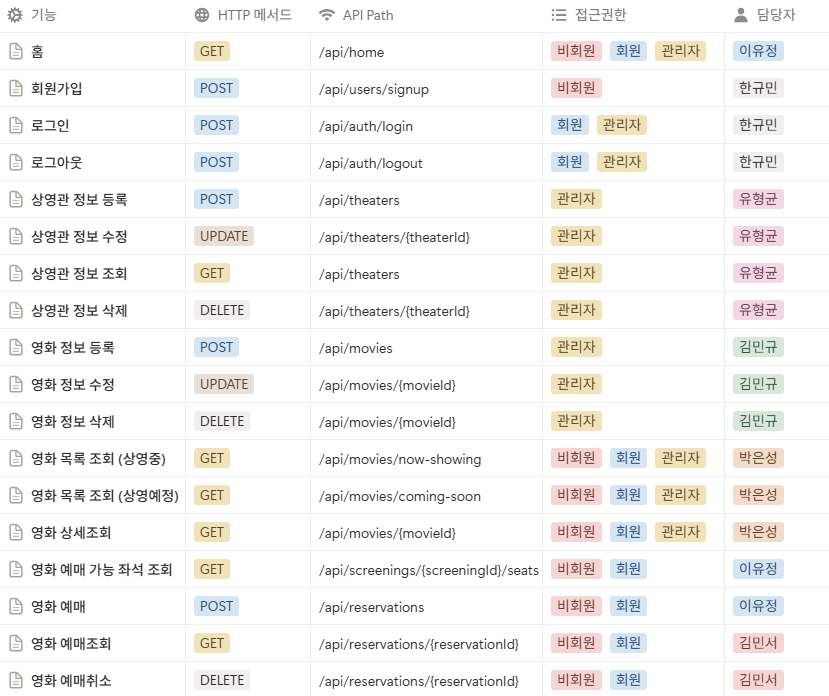 기능 HTTP 메서드 API Path 접근권한 담당자
홈 GET /api/home 비회원 회원 관리자 이유정
회원가입 POST /api/users/signup 비회원 한규민
로그인 POST /api/auth/login 회원 관리자 한규민
로그아웃 POST /api/auth/logout 회원 관리자 한규민
상영관 정보 등록 POST /api/theaters 관리자 유형균
상영관 정보 수정 UPDATE /api/theaters/{theaterId} 관리자 유형균
상영관 정보 조회 GET /api/theaters 관리자 유형균
상영관 정보 삭제 DELETE /api/theaters/{theaterId} 관리자 유형균
영화 정보 등록 POST /api/movies 관리자 김민규
영화 정보 수정 UPDATE /api/movies/{movieId} 관리자 김민규
영화 정보 삭제 DELETE /api/movies/{movieId} 관리자 김민규
영화 목록 조회 (상영중) GET /api/movies/now-showing 비회원 회원 관리자 박은성
영화 목록 조회 (상영예정) GET /api/movies/coming-soon 비회원 회원 관리자 박은성
영화 상세조회 GET /api/movies/{movieId} 비회원 회원 관리자 박은성
영화 예매 가능 좌석 조회 GET /api/screenings/{screeningId}/seats 비회원 회원 이유정
영화 예매 POST /api/reservations 비회원 회원 이유정
영화 예매조회 GET /api/reservations/{reservationId} 비회원 회원 김민서
영화 예매취소 DELETE /api/reservations/{reservationId} 비회원 회원 김민서